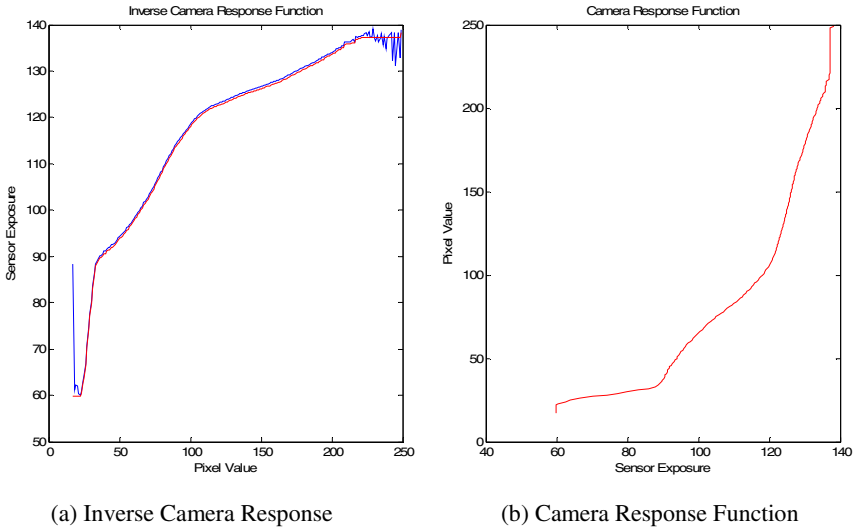 Inverse Camera Response Function
140
130
120
110
100
90
80
70
60
50
0 50 100 150 200 250
Sensor Exposure
Pixel Value
(a) Inverse Camera Response
Camera Response Function
250
200
150
100
50
0
40 60 80 100 120 140
Pixel Value
Sensor Exposure
(b) Camera Response Function